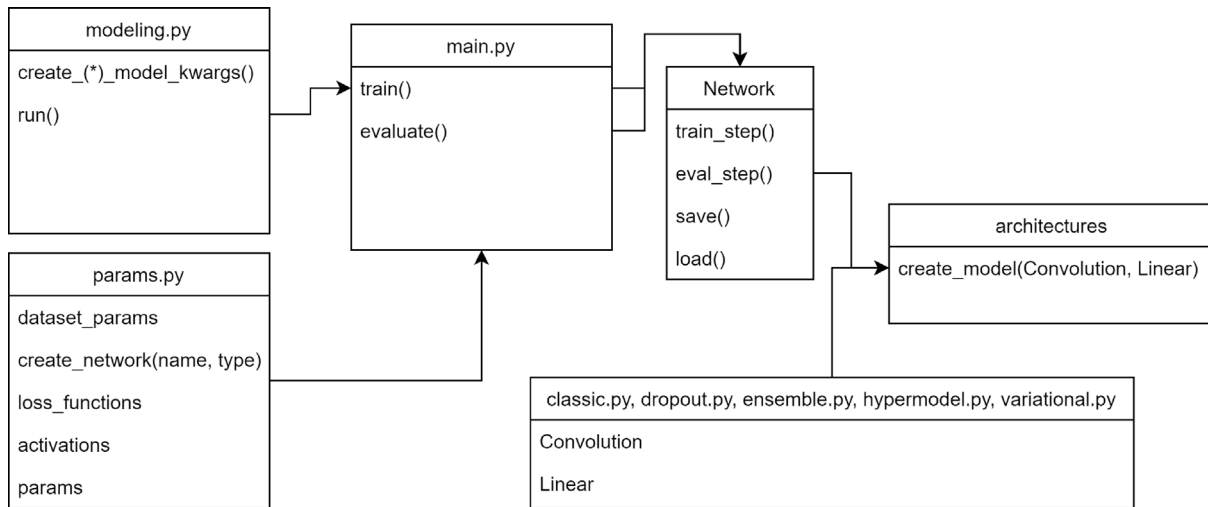 modeling.py
create_(*)_model_kwargs()
run()
main.py
train()
evaluate()
Network
train_step()
eval_step()
save()
load()
architectures
create_model(Convolution, Linear)
params.py
dataset_params
create_network(name, type)
loss_functions
activations
params
classic.py, dropout.py, ensemble.py, hypermodel.py, variational.py
Convolution
Linear